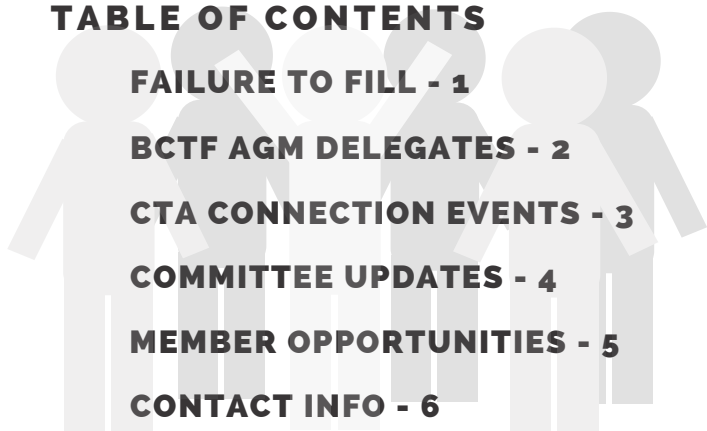 TABLE OF CONTENTS
FAILURE TO FILL - 1
BCTF AGM DELEGATES - 2
CTA CONNECTION EVENTS - 3
COMMITTEE UPDATES - 4
MEMBER OPPORTUNITIES - 5
CONTACT INFO - 6